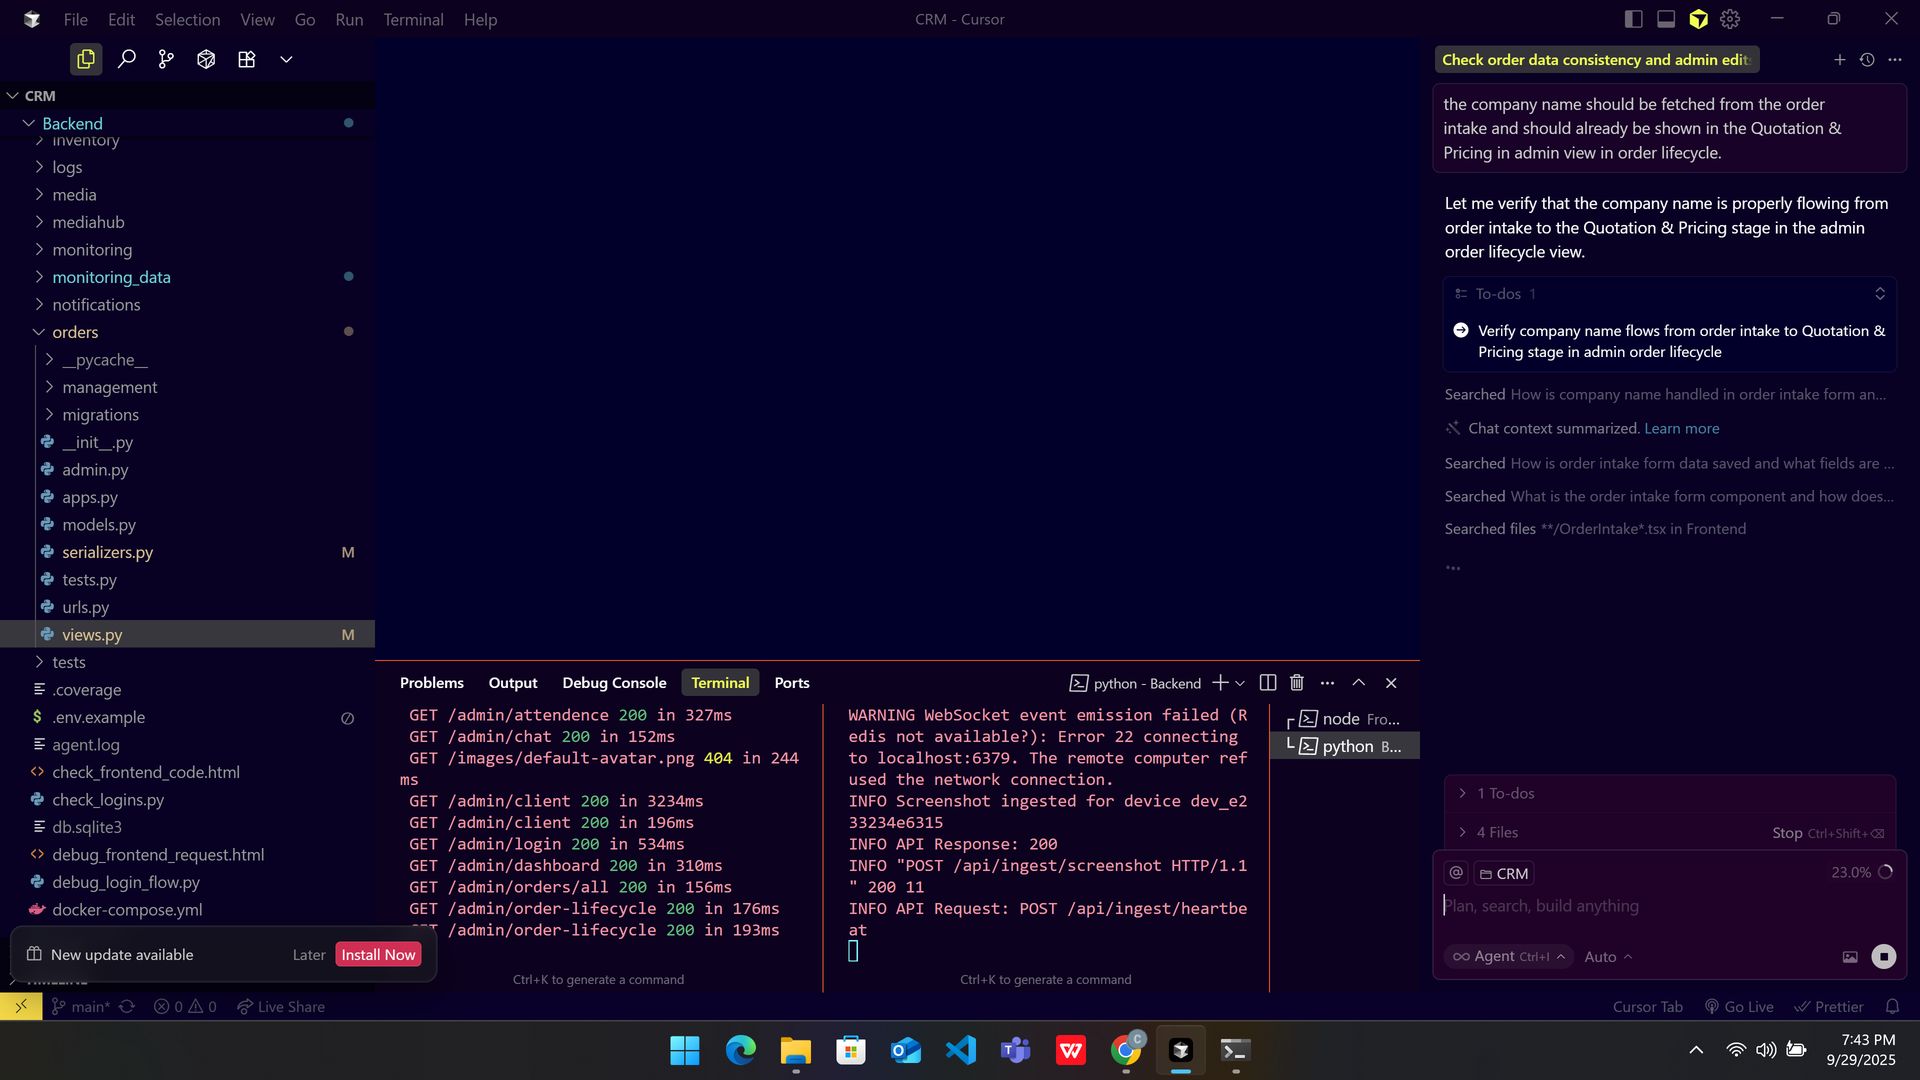 File Edit Selection View Go Run Terminal Help
CRM - Cursor
CRM
Backend
inventory
logs
media
mediahub
monitoring
monitoring_data
notifications
orders
__pycache__
management
migrations
__init__.py
admin.py
apps.py
models.py
serializers.py M
tests.py
urls.py
views.py M
tests
.coverage
.env.example
agent.log
check_frontend_code.html
check_logins.py
db.sqlite3
debug_frontend_request.html
debug_login_flow.py
docker-compose.yml
New update available Later Install Now
TIMELINE
main* 0 0 Live Share
Problems Output Debug Console Terminal Ports
python - Backend
GET /admin/attendence 200 in 327ms
GET /admin/chat 200 in 152ms
GET /images/default-avatar.png 404 in 244
ms
GET /admin/client 200 in 3234ms
GET /admin/client 200 in 196ms
GET /admin/login 200 in 534ms
GET /admin/dashboard 200 in 310ms
GET /admin/orders/all 200 in 156ms
GET /admin/order-lifecycle 200 in 176ms
GET /admin/order-lifecycle 200 in 193ms
Ctrl+K to generate a command
WARNING WebSocket event emission failed (R
edis not available?): Error 22 connecting
to localhost:6379. The remote computer ref
used the network connection.
INFO Screenshot ingested for device dev_e2
33234e6315
INFO API Response: 200
INFO "POST /api/ingest/screenshot HTTP/1.1
" 200 11
INFO API Request: POST /api/ingest/heartbe
at
Ctrl+K to generate a command
node Fro...
python B...
Check order data consistency and admin edit
the company name should be fetched from the order
intake and should already be shown in the Quotation &
Pricing in admin view in order lifecycle.
Let me verify that the company name is properly flowing from
order intake to the Quotation & Pricing stage in the admin
order lifecycle view.
To-dos 1
Verify company name flows from order intake to Quotation &
Pricing stage in admin order lifecycle
Searched How is company name handled in order intake form an...
Chat context summarized. Learn more
Searched How is order intake form data saved and what fields are ...
Searched What is the order intake form component and how does...
Searched files **/OrderIntake*.tsx in Frontend
1 To-dos
4 Files Stop Ctrl+Shift+⌫
@ CRM 23.0%
Plan, search, build anything
Agent Ctrl+I Auto
Cursor Tab Go Live Prettier
7:43 PM
9/29/2025